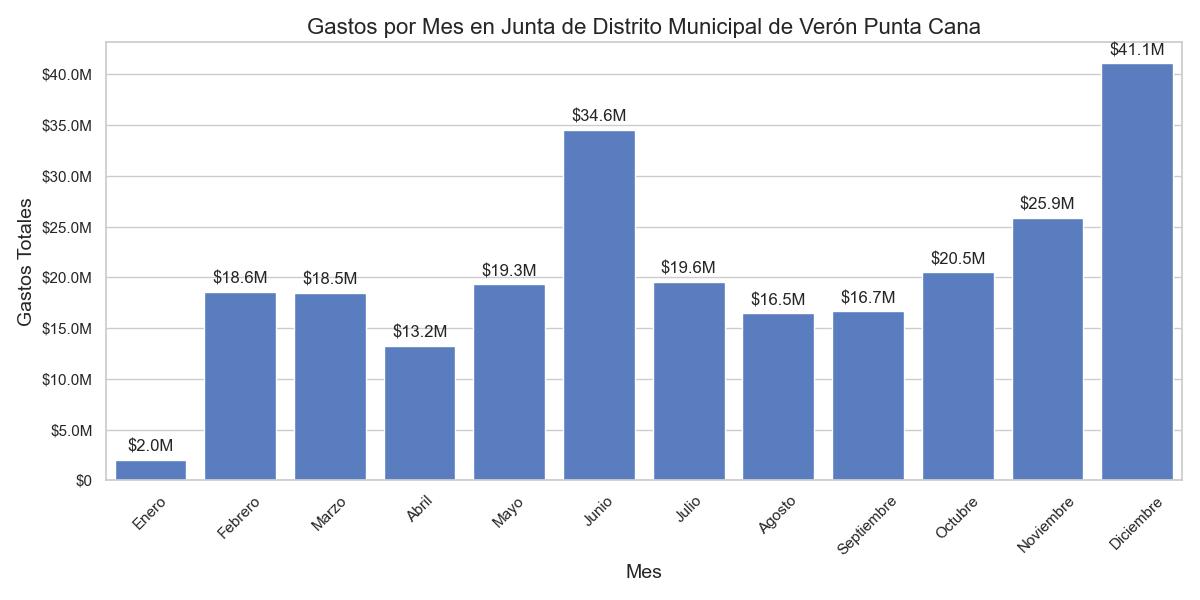 Gastos por Mes en Junta de Distrito Municipal de Verón Punta Cana
Gastos Totales
$40.0M
$35.0M
$30.0M
$25.0M
$20.0M
$15.0M
$10.0M
$5.0M
$0
$2.0M
$18.6M
$18.5M
$13.2M
$19.3M
$34.6M
$19.6M
$16.5M
$16.7M
$20.5M
$25.9M
$41.1M
Enero
Febrero
Marzo
Abril
Mayo
Junio
Julio
Agosto
Septiembre
Octubre
Noviembre
Diciembre
Mes